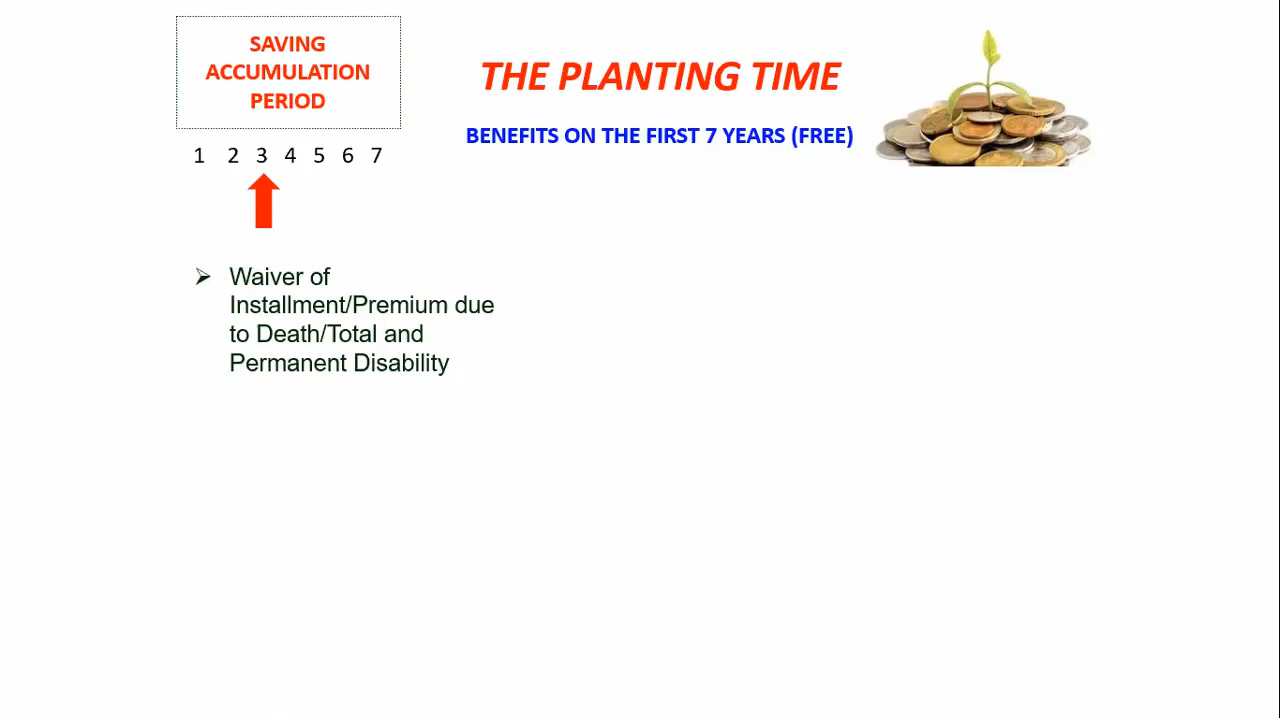 SAVING
ACCUMULATION
PERIOD
THE PLANTING TIME
BENEFITS ON THE FIRST 7 YEARS (FREE)
1 2 3 4 5 6 7
➢ Waiver of
Installment/Premium due
to Death/Total and
Permanent Disability